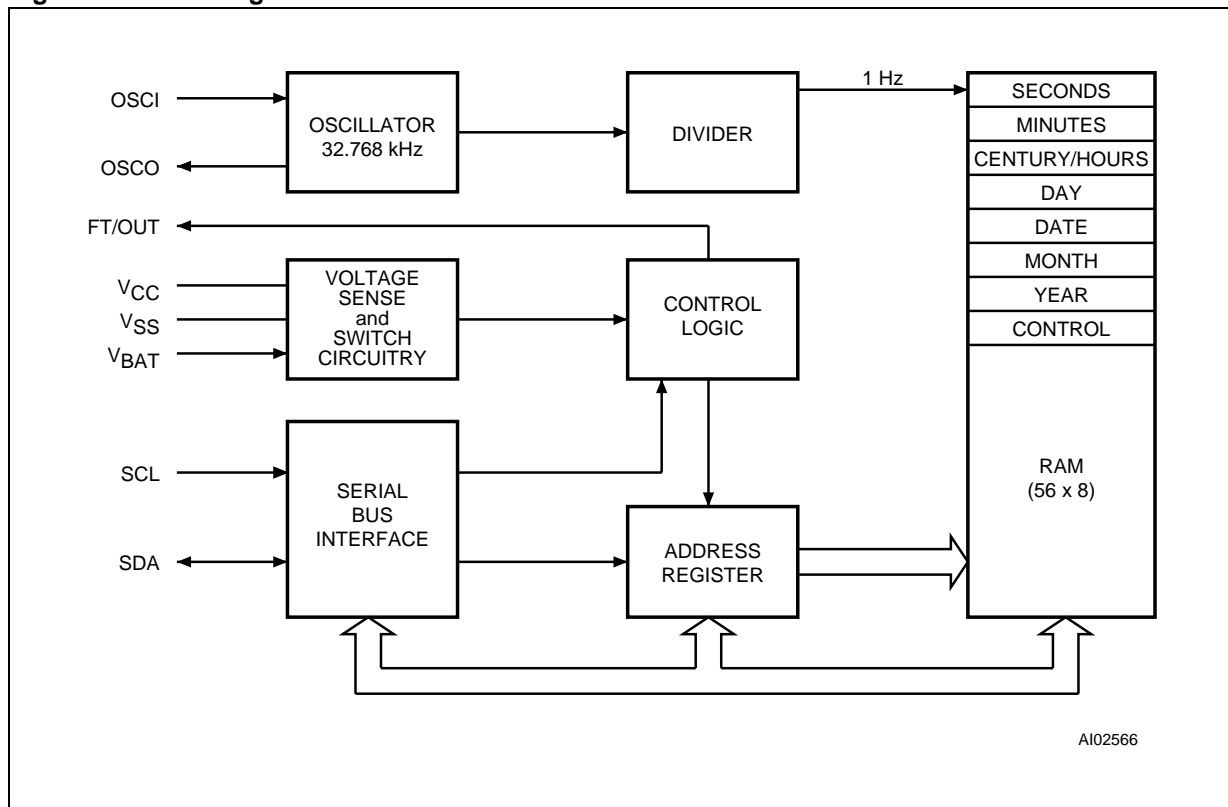 OSCI
OSCO
FT/OUT
VCC
VSS
VBAT
SCL
SDA
OSCILLATOR
32.768 kHz
VOLTAGE
SENSE
and
SWITCH
CIRCUITRY
SERIAL
BUS
INTERFACE
DIVIDER
CONTROL
LOGIC
ADDRESS
REGISTER
1 Hz
SECONDS
MINUTES
CENTURY/HOURS
DAY
DATE
MONTH
YEAR
CONTROL
RAM
(56 x 8)
AI02566